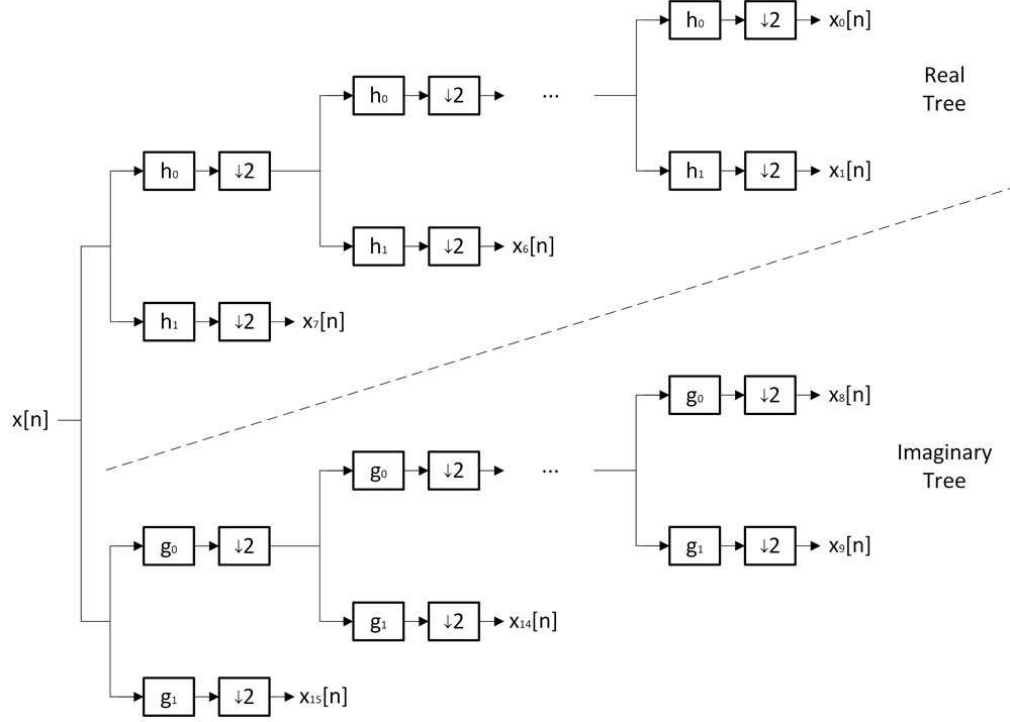 h₀ ↓2 x₀[n]
h₀ ↓2 ... Real
Tree
h₀ ↓2 h₁ ↓2 x₁[n]
h₁ ↓2 x₆[n]
h₁ ↓2 x₇[n]
g₀ ↓2 x₈[n]
x[n]
g₀ ↓2 ... Imaginary
Tree
g₀ ↓2 g₁ ↓2 x₉[n]
g₁ ↓2 x₁₄[n]
g₁ ↓2 x₁₅[n]